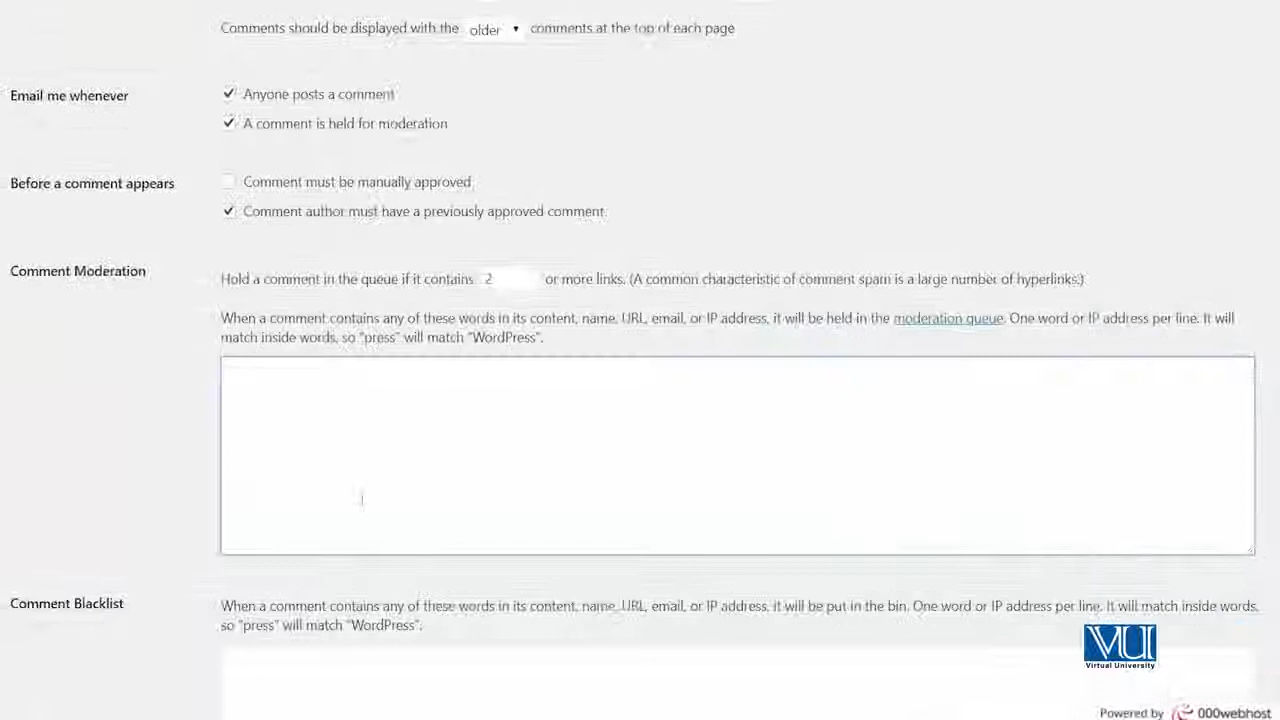 Comments should be displayed with the older comments at the top of each page
Email me whenever
Anyone posts a comment
A comment is held for moderation
Before a comment appears
Comment must be manually approved
Comment author must have a previously approved comment.
Comment Moderation
Hold a comment in the queue if it contains 2 or more links. (A common characteristic of comment spam is a large number of hyperlinks.)
When a comment contains any of these words in its content, name, URL, email, or IP address, it will be held in the moderation queue. One word or IP address per line. It will
match inside words, so "press" will match "WordPress".
Comment Blacklist
When a comment contains any of these words in its content, name, URL, email, or IP address, it will be put in the bin. One word or IP address per line. It will match inside words,
so "press" will match "WordPress".
VU
Virtual University
Powered by 000webhost